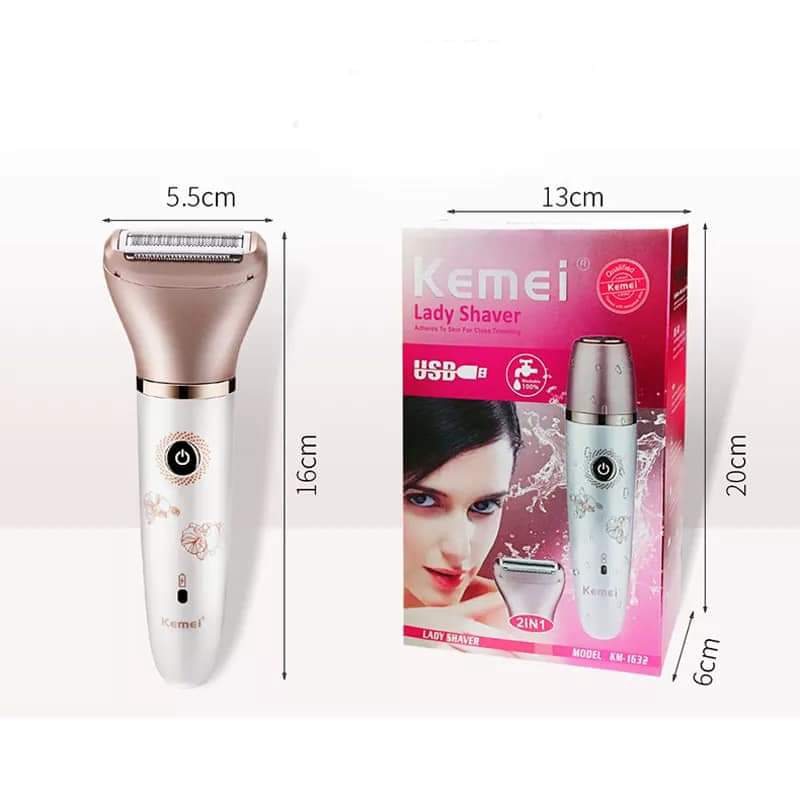 5.5cm
16cm
Kemei
13cm
20cm
6cm
Kemei ®
Lady Shaver
Adheres To Skin For Close Trimming
Qualified
Kemei
USB
Washable
100%
Kemei
2IN1
LADY SHAVER
MODEL KM-1632